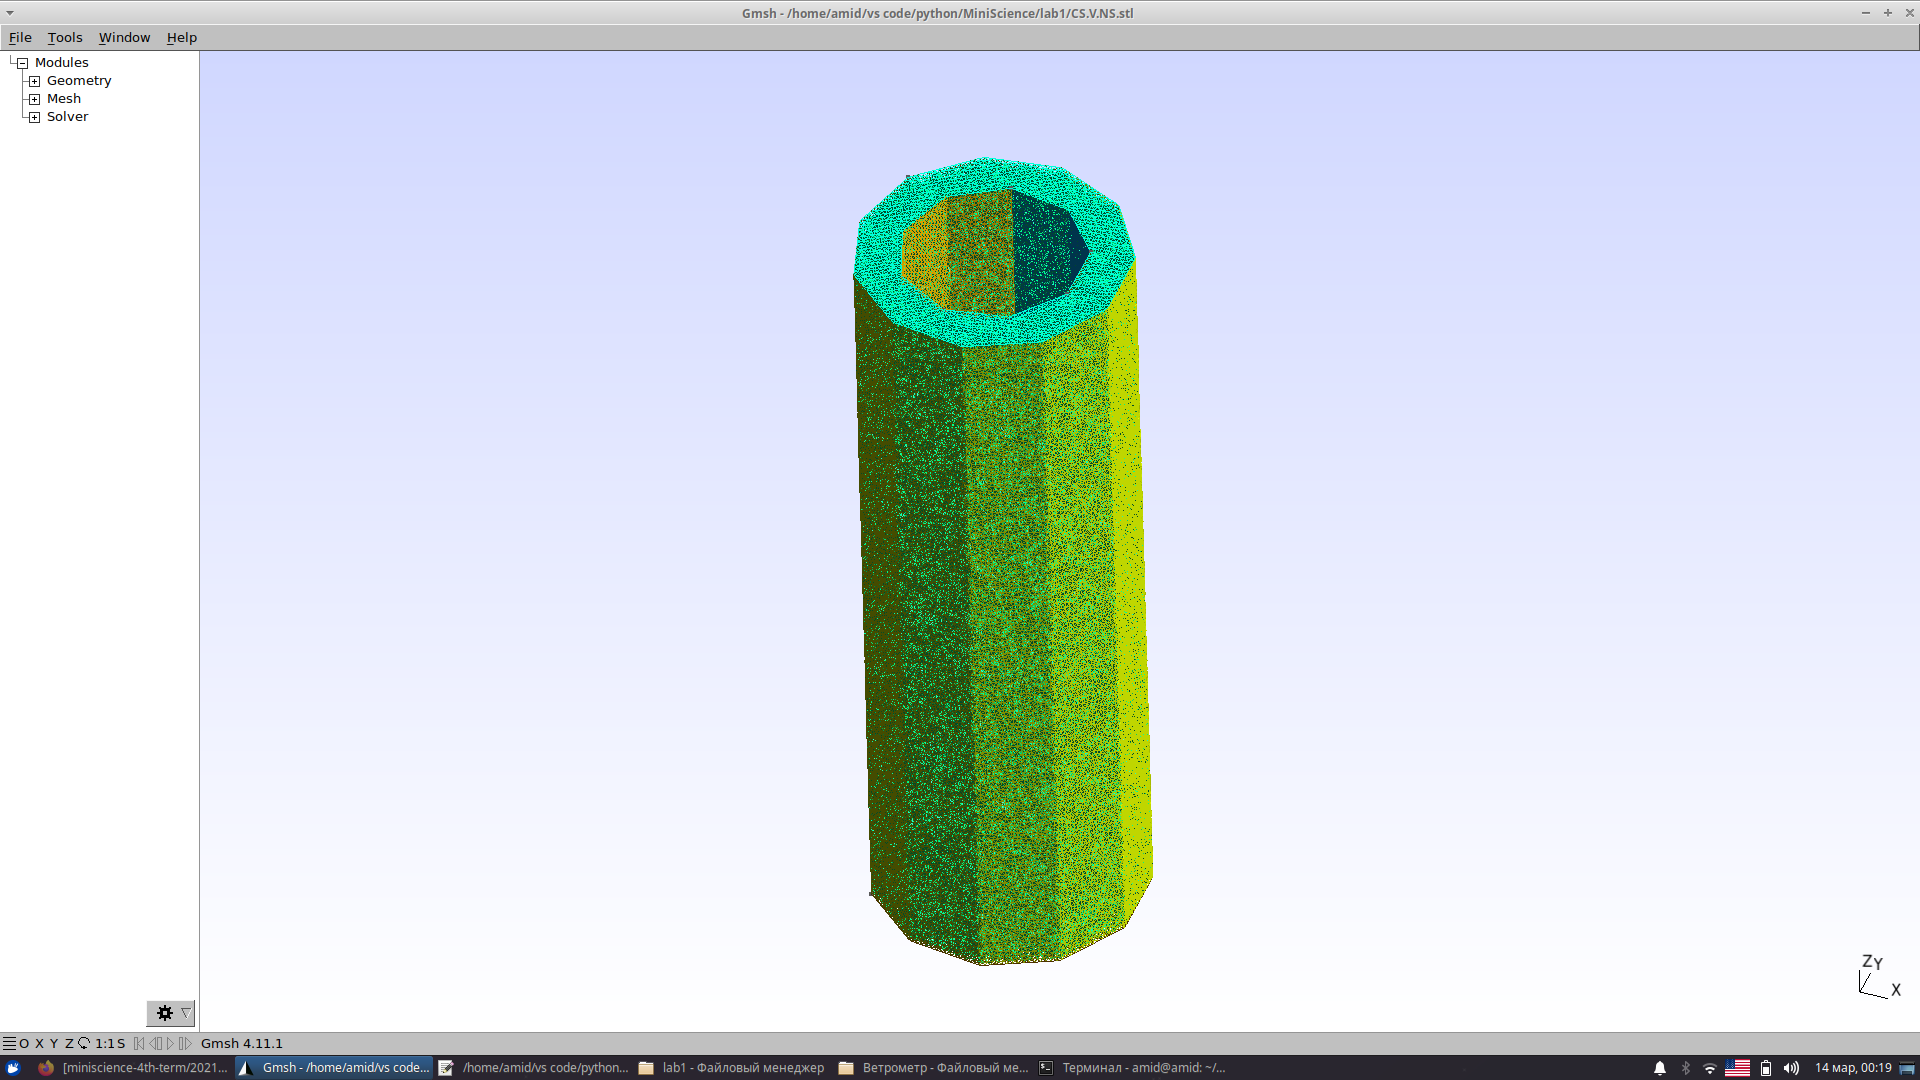 Gmsh - /home/amid/vs code/python/MiniScience/lab1/CS.V.NS.stl
File Tools Window Help
Modules
Geometry
Mesh
Solver
Z Y
X
O X Y Z 1:1 S Gmsh 4.11.1
[miniscience-4th-term/2021... Gmsh - /home/amid/vs code... /home/amid/vs code/python... lab1 - Файловый менеджер Ветрометр - Файловый ме... Терминал - amid@amid: ~/... 14 мар, 00:19